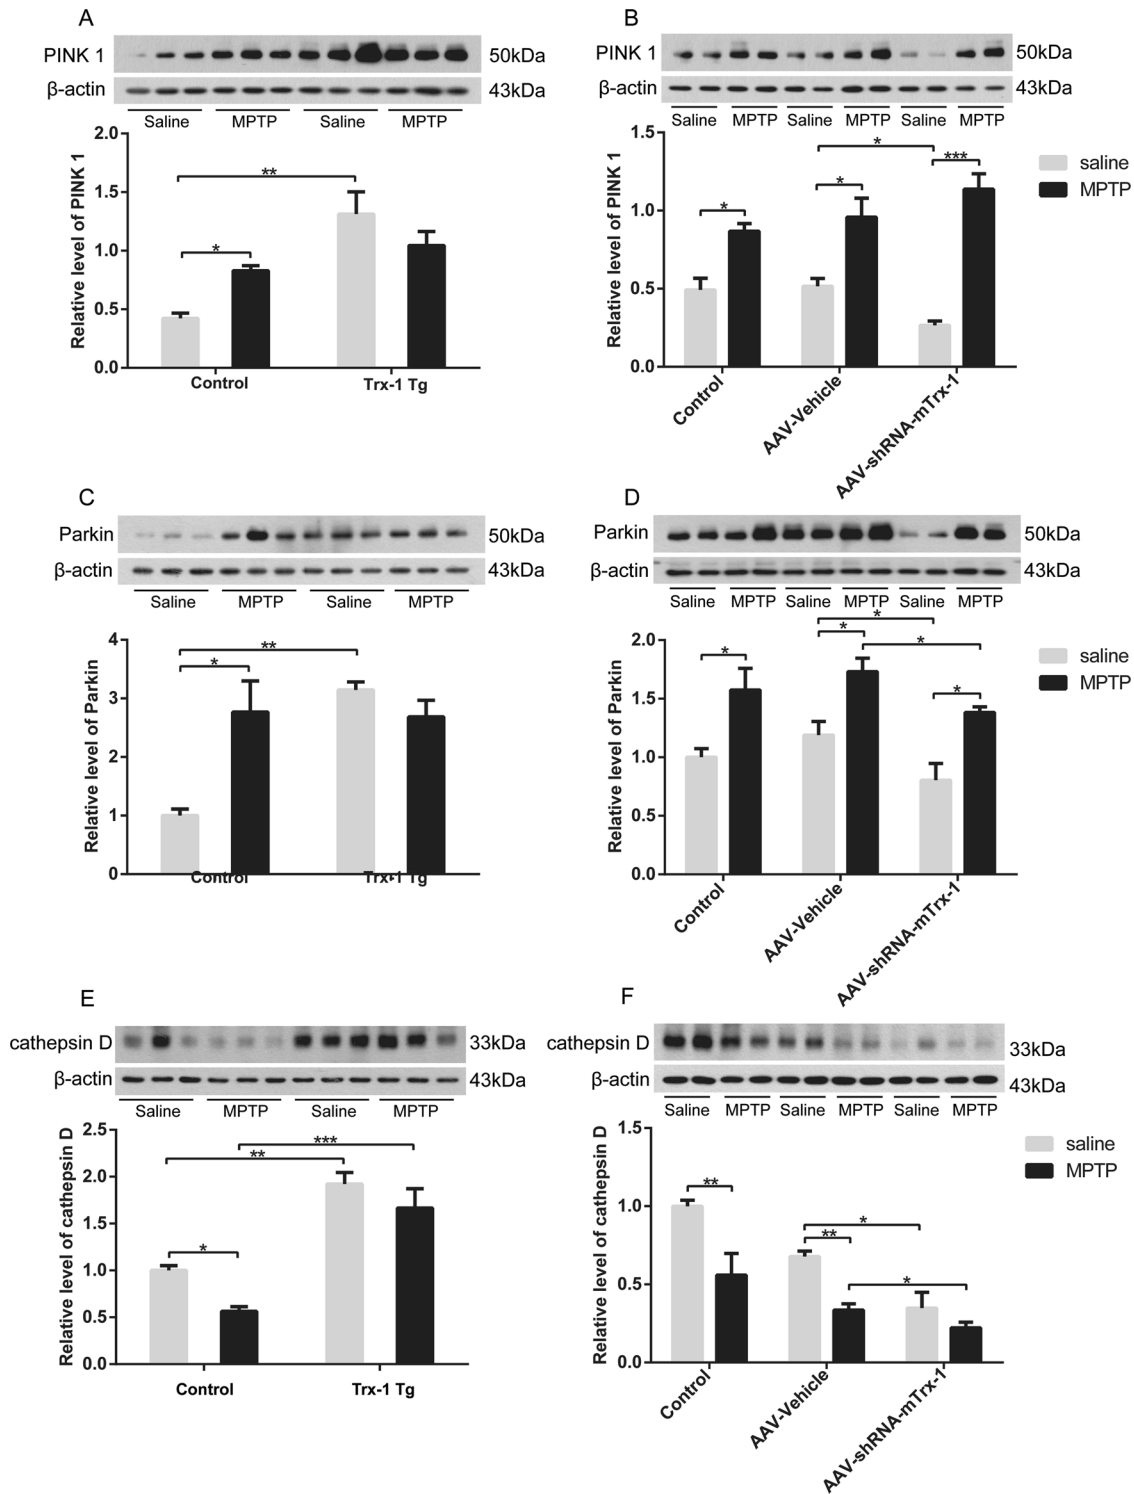 A
PINK 1
50kDa
β-actin
43kDa
Saline MPTP Saline MPTP
Relative level of PINK 1
2.0
1.5
1.0
0.5
0.0
**
*
Control Trx-1 Tg
B
PINK 1
50kDa
β-actin
43kDa
Saline MPTP Saline MPTP Saline MPTP
Relative level of PINK 1
1.5
1.0
0.5
0.0
*
***
*
*
saline
MPTP
Control
AAV-Vehicle
AAV-shRNA-mTrx-1
C
Parkin
50kDa
β-actin
43kDa
Saline MPTP Saline MPTP
Relative level of Parkin
4
3
2
1
0
**
*
Control Trx-1 Tg
D
Parkin
50kDa
β-actin
43kDa
Saline MPTP Saline MPTP Saline MPTP
Relative level of Parkin
2.0
1.5
1.0
0.5
0.0
*
*
*
*
*
saline
MPTP
Control
AAV-Vehicle
AAV-shRNA-mTrx-1
E
cathepsin D
33kDa
β-actin
43kDa
Saline MPTP Saline MPTP
Relative level of cathepsin D
2.5
2.0
1.5
1.0
0.5
0.0
***
**
*
Control Trx-1 Tg
F
cathepsin D
33kDa
β-actin
43kDa
Saline MPTP Saline MPTP Saline MPTP
Relative level of cathepsin D
1.5
1.0
0.5
0.0
**
*
**
*
saline
MPTP
Control
AAV-Vehicle
AAV-shRNA-mTrx-1